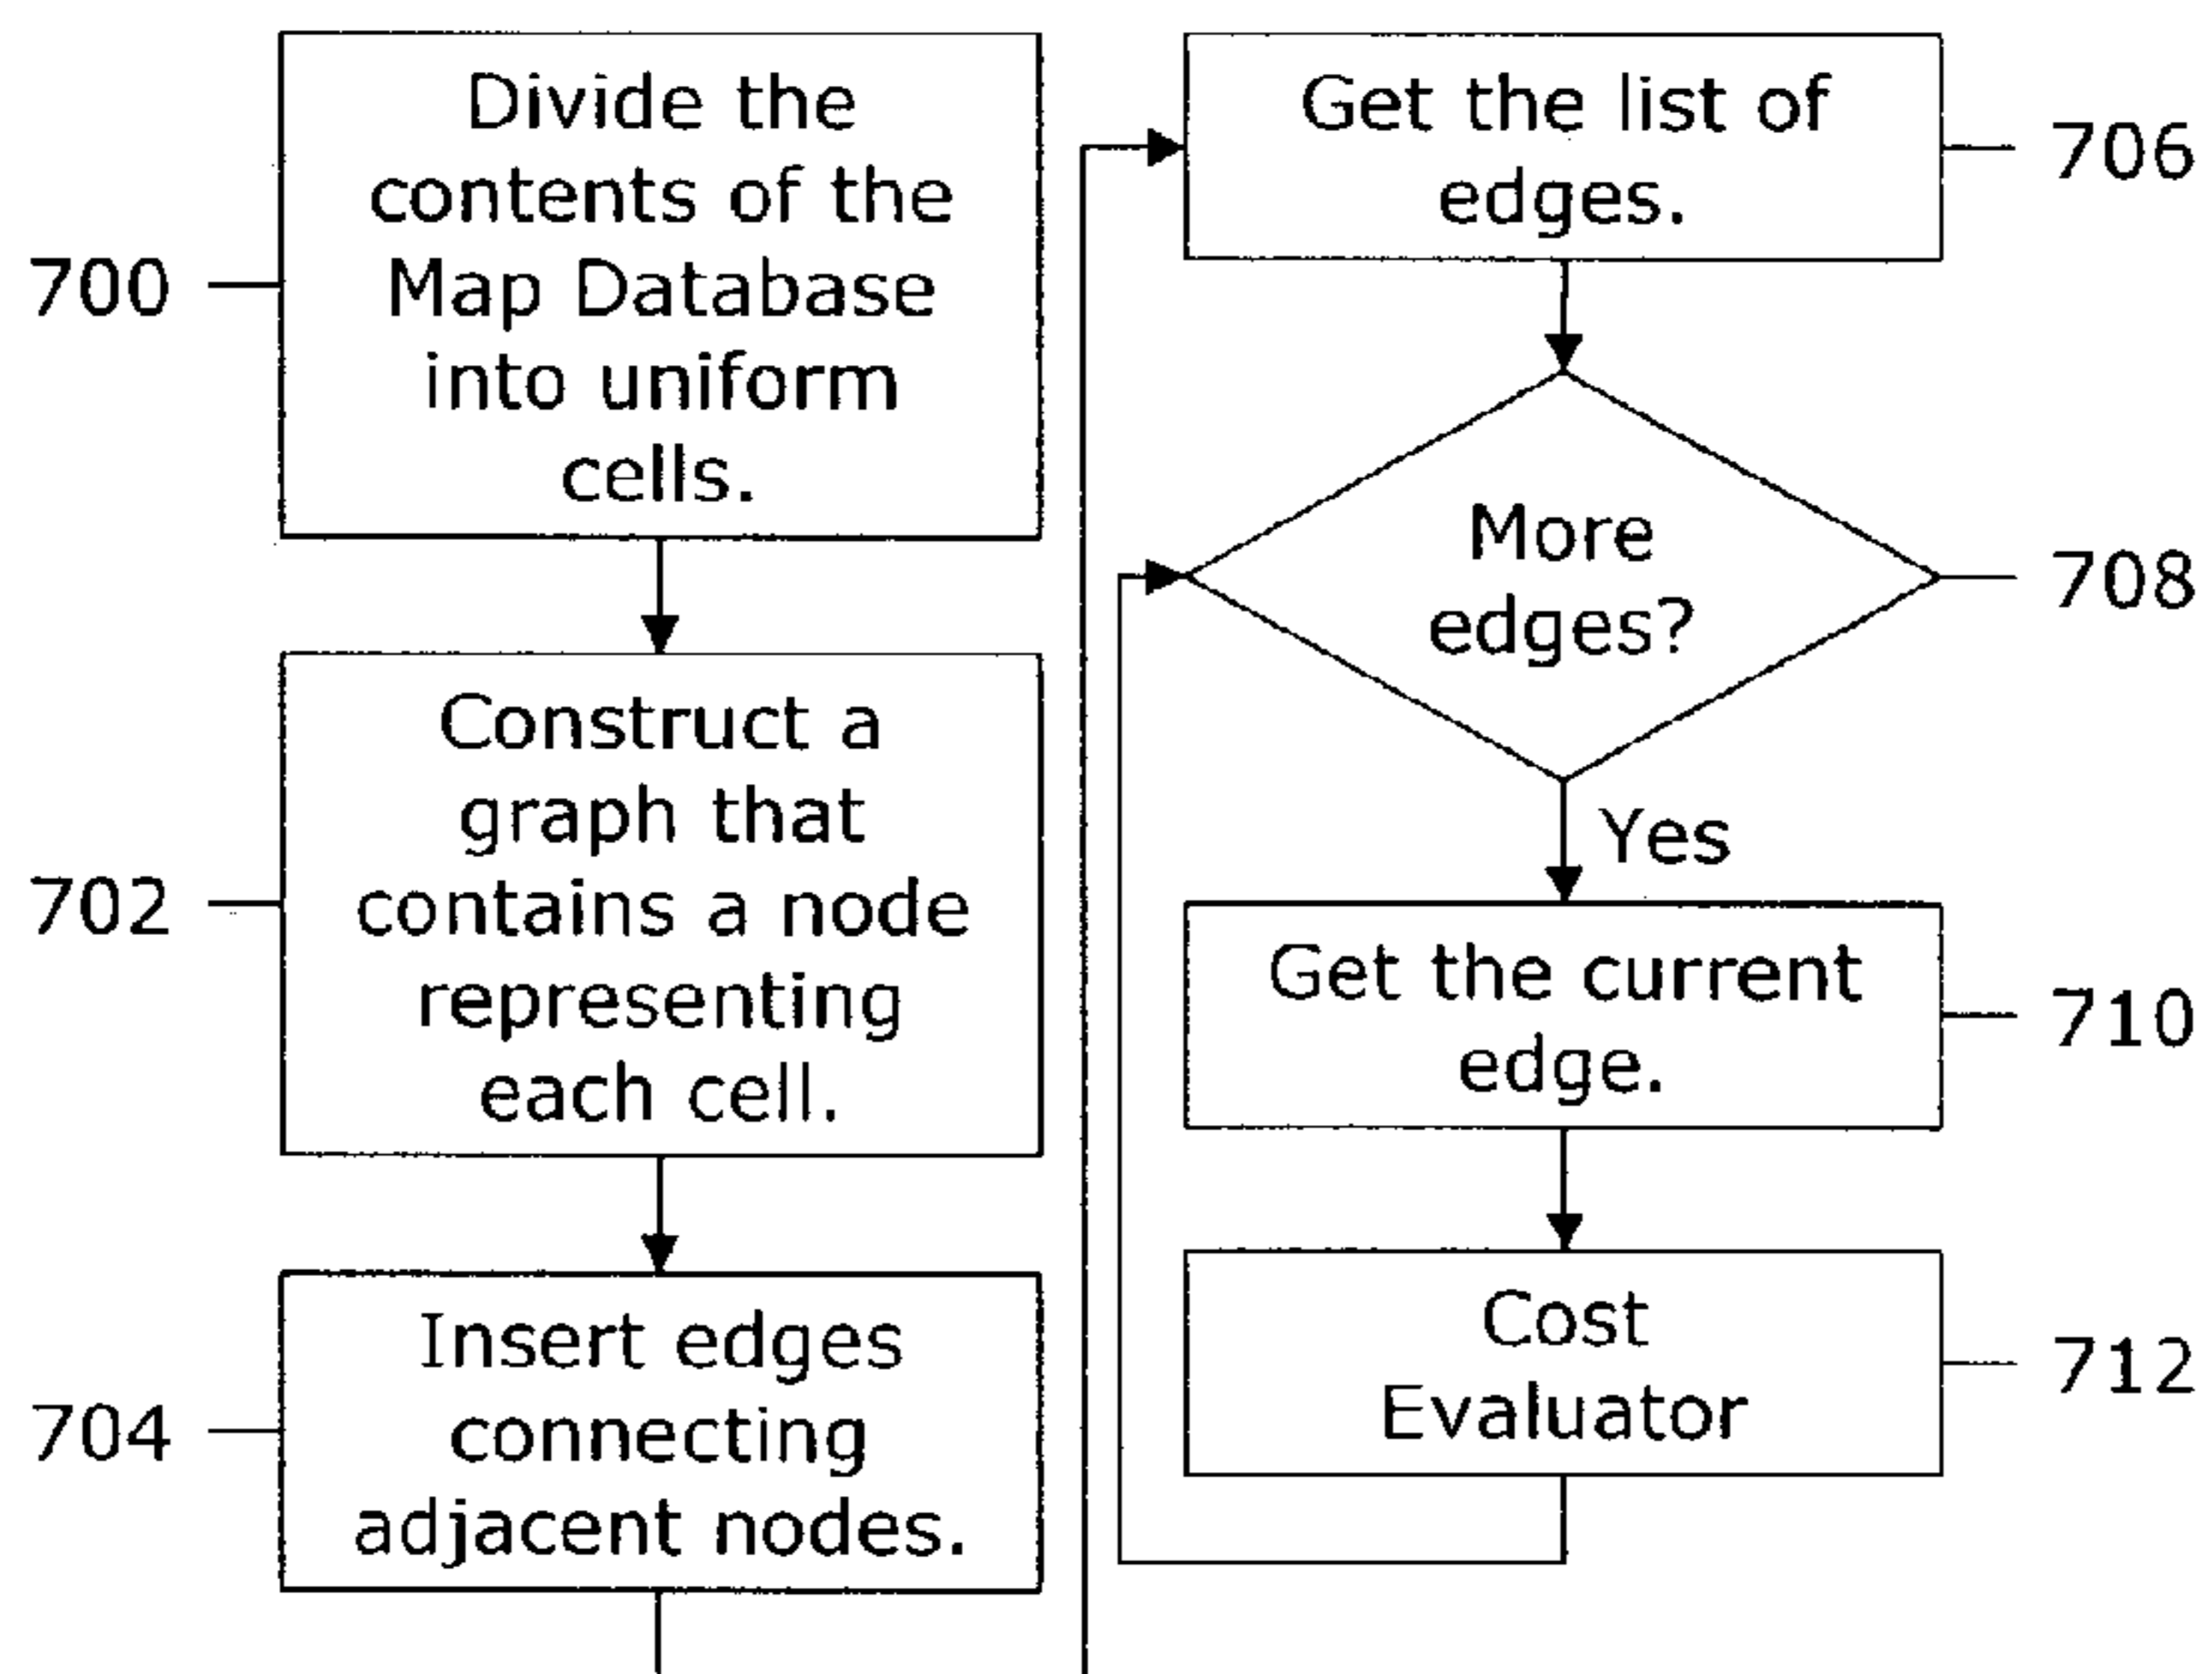 Divide the
contents of the
Map Database
into uniform
cells.
700
Construct a
graph that
contains a node
representing
each cell.
702
Insert edges
connecting
adjacent nodes.
704
Get the list of
edges.
706
More
edges?
708
Yes
Get the current
edge.
710
Cost
Evaluator
712